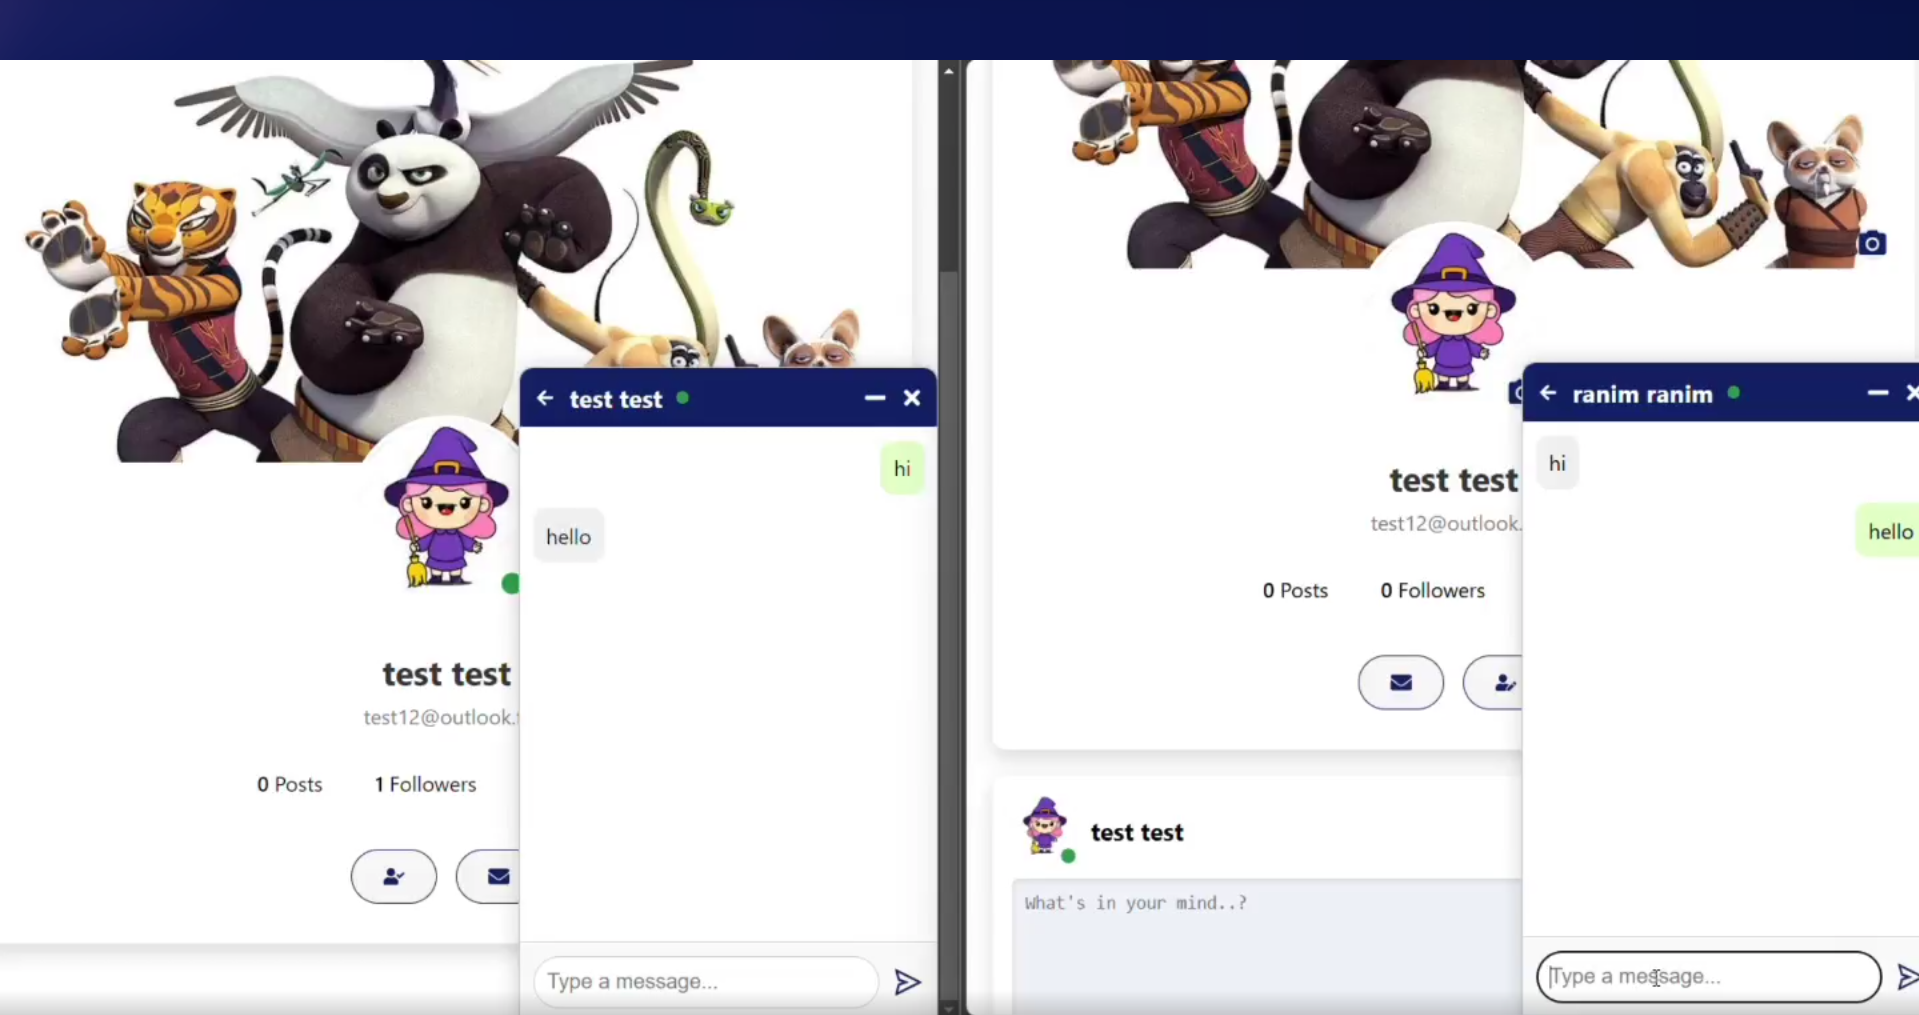 test test
hi
hello
test test
test12@outlook.
0 Posts
1 Followers
Type a message...
ranim ranim
hi
hello
test test
test12@outlook.
0 Posts
0 Followers
test test
What's in your mind..?
Type a message...